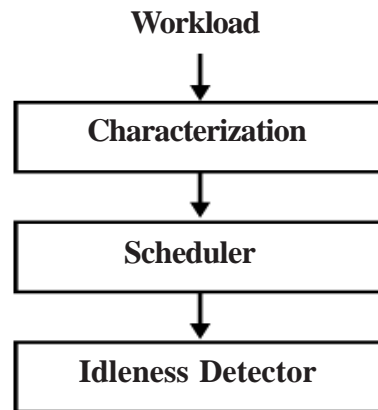 Workload
Characterization
Scheduler
Idleness Detector